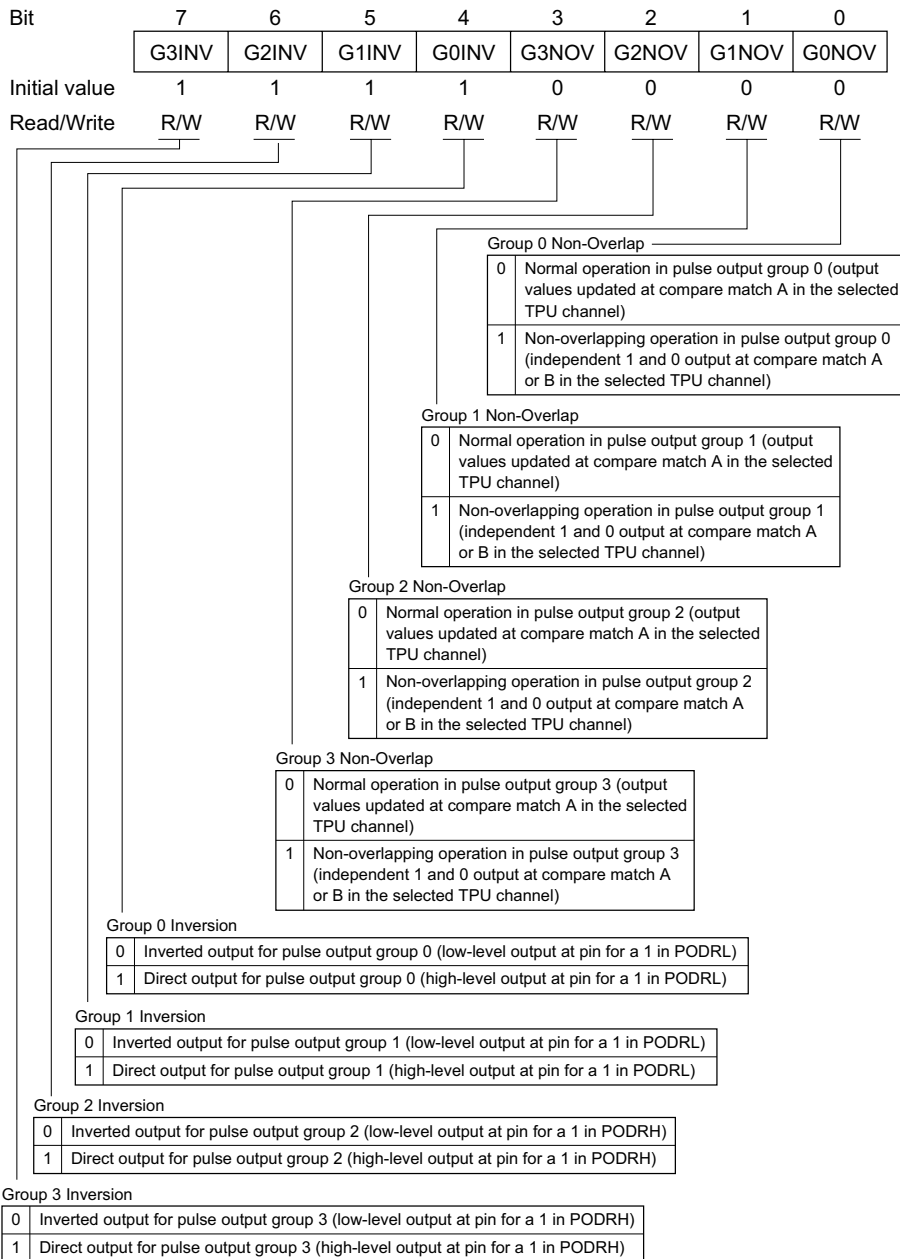 Bit 7 6 5 4 3 2 1 0
G3INV G2INV G1INV G0INV G3NOV G2NOV G1NOV G0NOV
Initial value 1 1 1 1 0 0 0 0
Read/Write R/W R/W R/W R/W R/W R/W R/W R/W
Group 0 Non-Overlap
0 Normal operation in pulse output group 0 (output
values updated at compare match A in the selected
TPU channel)
1 Non-overlapping operation in pulse output group 0
(independent 1 and 0 output at compare match A
or B in the selected TPU channel)
Group 1 Non-Overlap
0 Normal operation in pulse output group 1 (output
values updated at compare match A in the selected
TPU channel)
1 Non-overlapping operation in pulse output group 1
(independent 1 and 0 output at compare match A
or B in the selected TPU channel)
Group 2 Non-Overlap
0 Normal operation in pulse output group 2 (output
values updated at compare match A in the selected
TPU channel)
1 Non-overlapping operation in pulse output group 2
(independent 1 and 0 output at compare match A
or B in the selected TPU channel)
Group 3 Non-Overlap
0 Normal operation in pulse output group 3 (output
values updated at compare match A in the selected
TPU channel)
1 Non-overlapping operation in pulse output group 3
(independent 1 and 0 output at compare match A
or B in the selected TPU channel)
Group 0 Inversion
0 Inverted output for pulse output group 0 (low-level output at pin for a 1 in PODRL)
1 Direct output for pulse output group 0 (high-level output at pin for a 1 in PODRL)
Group 1 Inversion
0 Inverted output for pulse output group 1 (low-level output at pin for a 1 in PODRL)
1 Direct output for pulse output group 1 (high-level output at pin for a 1 in PODRL)
Group 2 Inversion
0 Inverted output for pulse output group 2 (low-level output at pin for a 1 in PODRH)
1 Direct output for pulse output group 2 (high-level output at pin for a 1 in PODRH)
Group 3 Inversion
0 Inverted output for pulse output group 3 (low-level output at pin for a 1 in PODRH)
1 Direct output for pulse output group 3 (high-level output at pin for a 1 in PODRH)